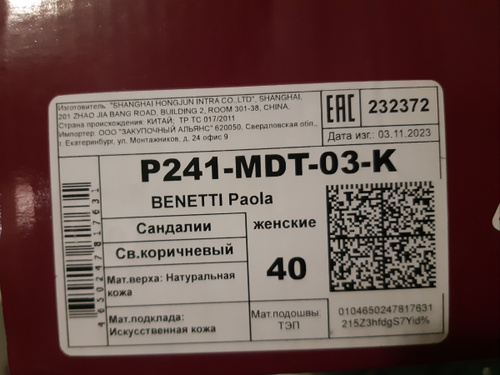 Изготовитель: "SHANGHAI HONGJUN INTRA CO.,LTD", SHANGHAI,
201 ZHAO JIA BANG ROAD, BUILDING 2, ROOM 301-38, CHINA.
Страна происхождения: КИТАЙ; ТР ТС 017/2011
Импортер: ООО "ЗАКУПОЧНЫЙ АЛЬЯНС" 620050, Свердловская обл.,
г. Екатеринбург, ул. Монтажников, д. 24 офис 9
EAC
232372
Дата изг.: 03.11.2023
P241-MDT-03-K
BENETTI Paola
Сандалии
женские
Св.коричневый
40
Мат.верха: Натуральная
кожа
Мат.подклада:
Искусственная кожа
Мат.подошвы
ТЭП
0104650247817631
215Z3hfdgS7Yid%
4650247817631